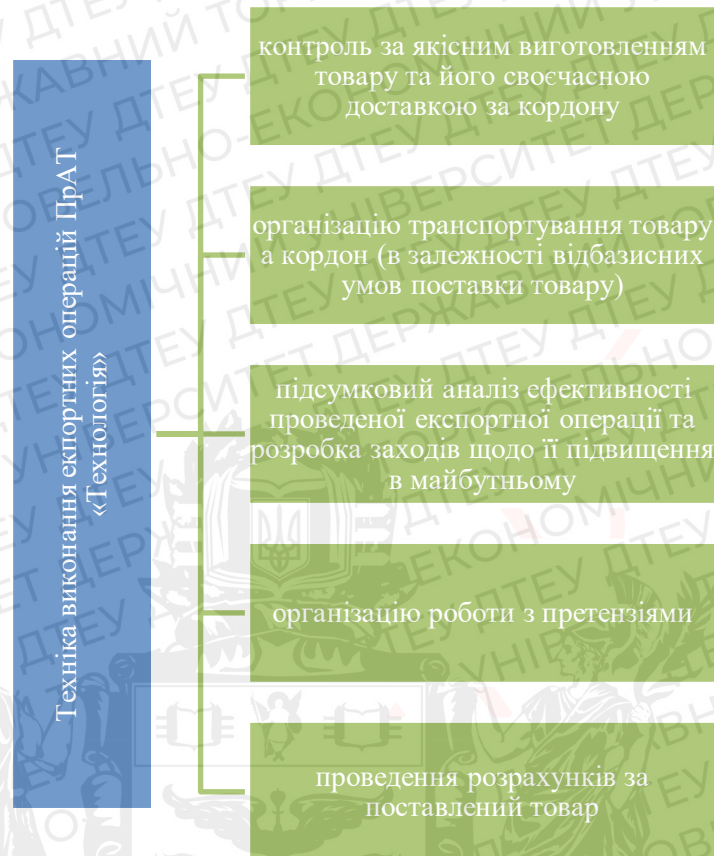 Техніка виконання екпортних операцій ПрАТ
«Технологія»
контроль за якісним виготовленням
товару та його своєчасною
доставкою за кордону
організацію транспортування товару
а кордон (в залежності відбазисних
умов поставки товару)
підсумковий аналіз ефективності
проведеної експортної операції та
розробка заходів щодо її підвищення
в майбутньому
організацію роботи з претензіями
проведення розрахунків за
поставлений товар